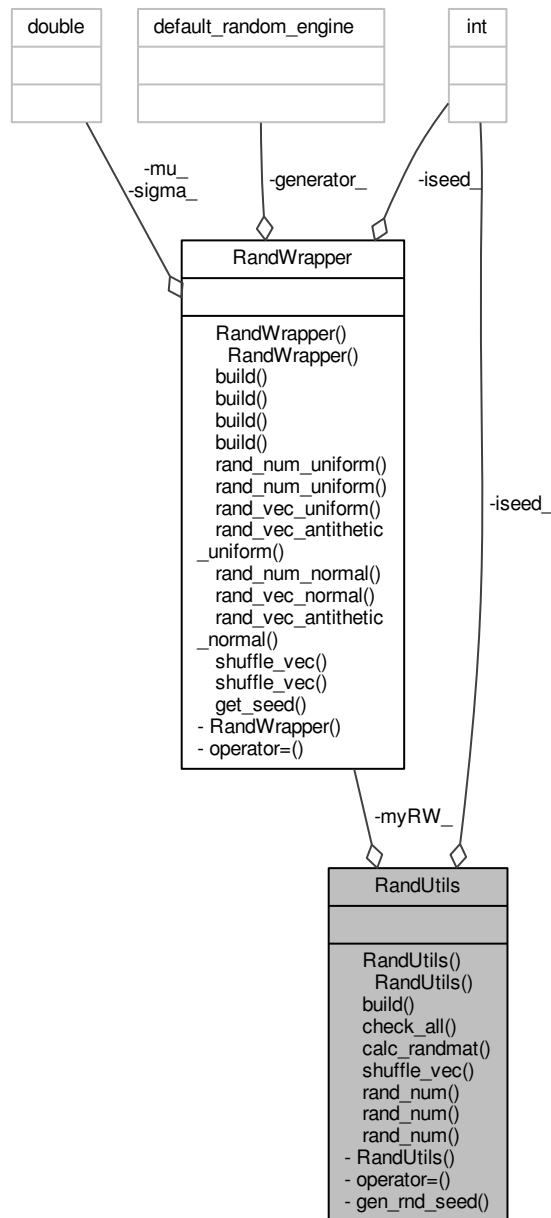 double
default_random_engine
int
-mu_
-sigma_
-generator_
-iseed_
RandWrapper
RandWrapper()
RandWrapper()
build()
build()
build()
build()
rand_num_uniform()
rand_num_uniform()
rand_vec_uniform()
rand_vec_antithetic
_uniform()
rand_num_normal()
rand_vec_normal()
rand_vec_antithetic
_normal()
shuffle_vec()
shuffle_vec()
get_seed()
- RandWrapper()
- operator=()
-iseed_
-myRW_
RandUtils
RandUtils()
RandUtils()
build()
check_all()
calc_randmat()
shuffle_vec()
rand_num()
rand_num()
rand_num()
- RandUtils()
- operator=()
- gen_rnd_seed()